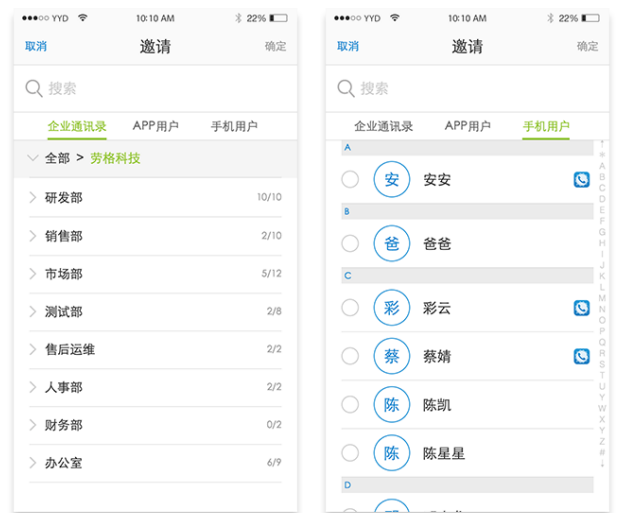 YYD 10:10 AM 22%
取消 邀请 确定
搜索
企业通讯录 APP用户 手机用户
全部 > 劳格科技
研发部 10/10
销售部 2/10
市场部 5/12
测试部 2/8
售后运维 2/2
人事部 2/2
财务部 0/2
办公室 6/9
YYD 10:10 AM 22%
取消 邀请 确定
搜索
企业通讯录 APP用户 手机用户
A
安 安安
B
爸 爸爸
C
彩 彩云
蔡 蔡婧
陈 陈凯
陈 陈星星
D
↑
*
A
B
C
D
E
F
G
H
I
J
K
L
M
N
O
P
Q
R
S
T
U
Y
W
X
Y
Z
#
↓